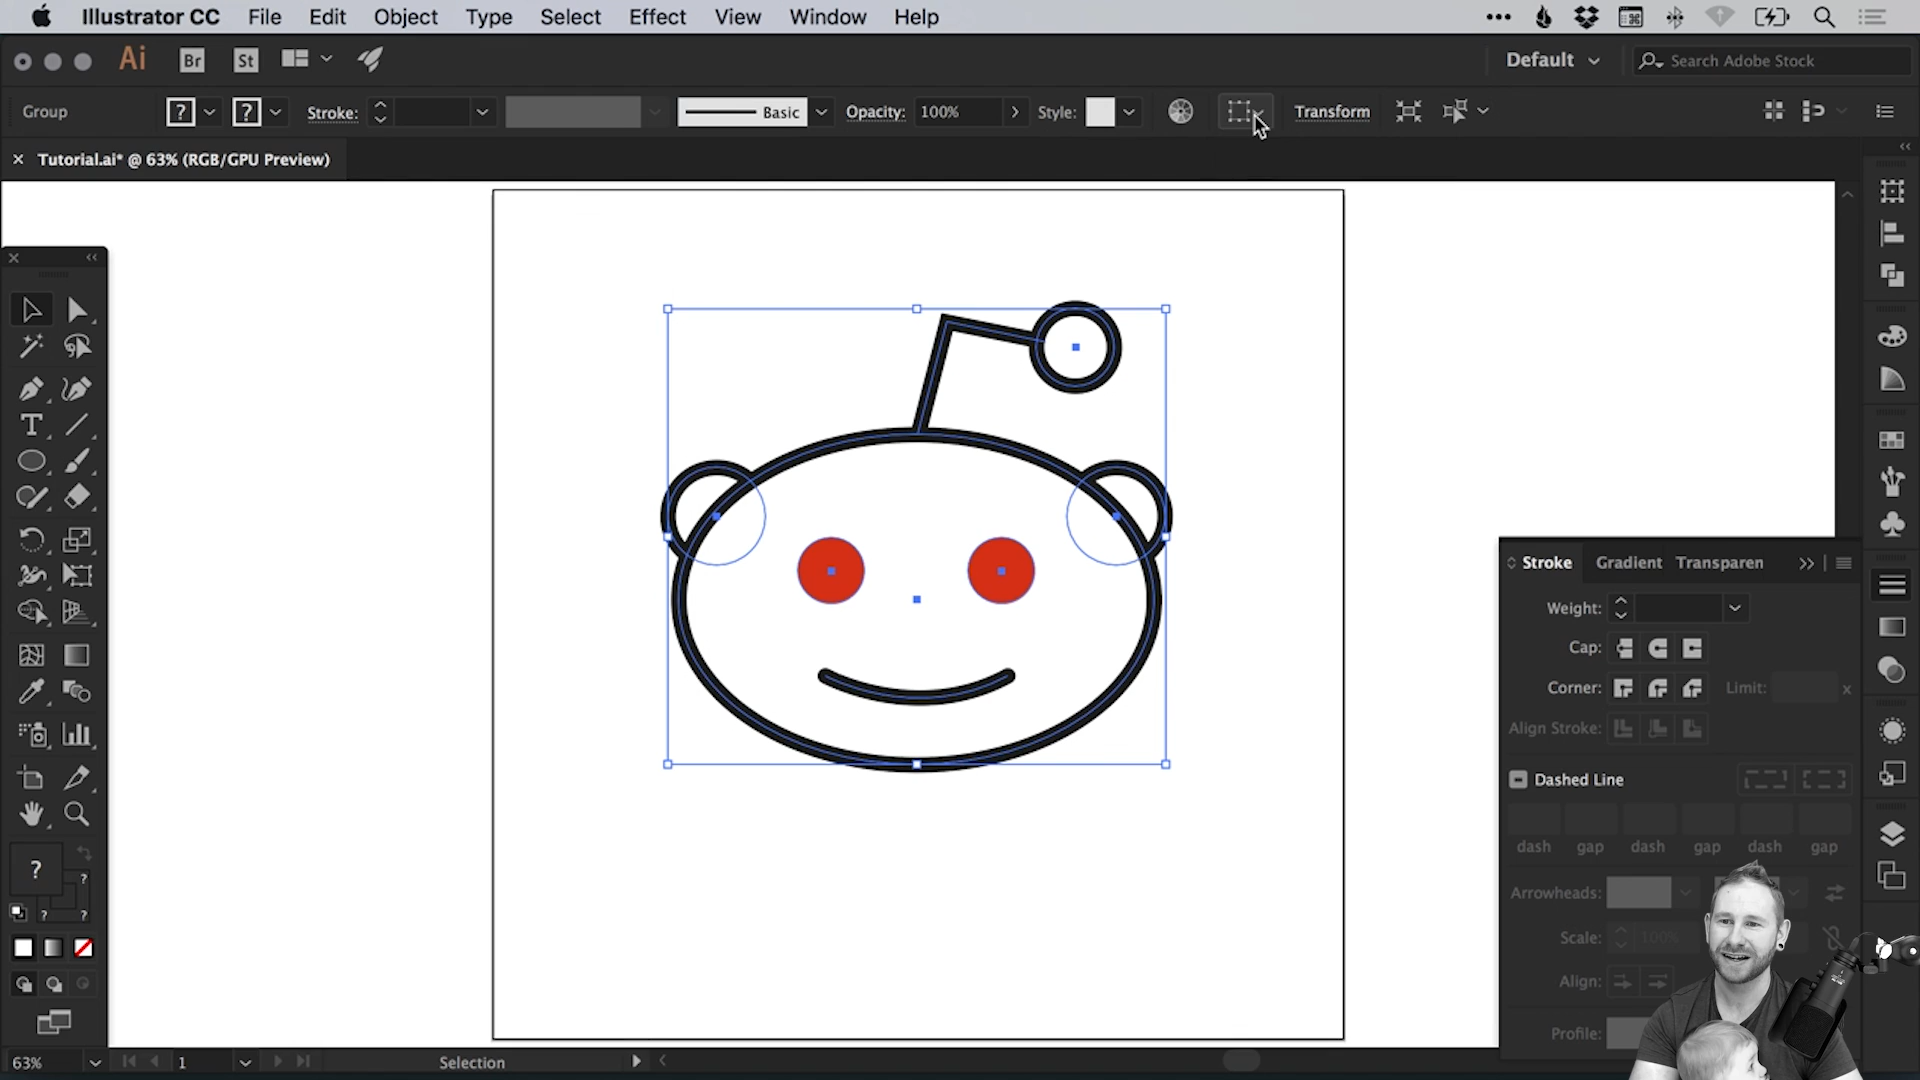 Illustrator CC File Edit Object Type Select Effect View Window Help
Ai Br St Default Search Adobe Stock
Group ? ? Stroke: Basic Opacity: 100% Style: Transform
Tutorial.ai* @ 63% (RGB/GPU Preview)
Stroke Gradient Transparen
Weight:
Cap:
Corner: Limit: x
Align Stroke:
Dashed Line
dash gap dash gap dash gap
Arrowheads:
Scale: 100%
Align:
Profile:
T
?
?
? ?
63% 1 Selection